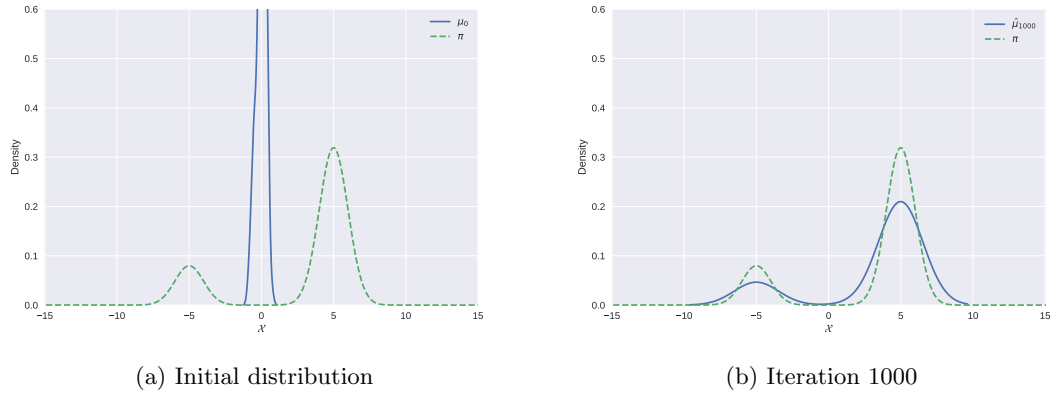 0.6
0.5
0.4
0.3
0.2
0.1
0.0
Density
−15 −10 −5 0 5 10 15
𝒳
μ₀
π
(a) Initial distribution
0.6
0.5
0.4
0.3
0.2
0.1
0.0
Density
−15 −10 −5 0 5 10 15
𝒳
μ̂₁₀₀₀
π
(b) Iteration 1000